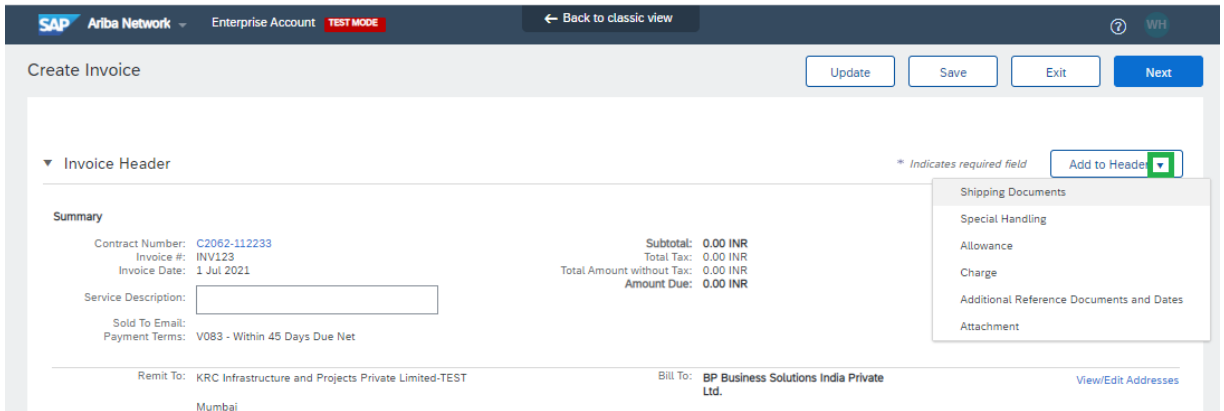 SAP Ariba Network Enterprise Account TEST MODE ← Back to classic view ? WH
Create Invoice Update Save Exit Next
▼ Invoice Header * Indicates required field Add to Header ▼
Shipping Documents
Summary Special Handling
Contract Number: C2062-112233 Subtotal: 0.00 INR Allowance
Invoice #: INV123 Total Tax: 0.00 INR
Invoice Date: 1 Jul 2021 Total Amount without Tax: 0.00 INR Charge
Amount Due: 0.00 INR
Service Description: Additional Reference Documents and Dates
Sold To Email: Attachment
Payment Terms: V083 - Within 45 Days Due Net
Remit To: KRC Infrastructure and Projects Private Limited-TEST Bill To: BP Business Solutions India Private View/Edit Addresses
Ltd.
Mumbai